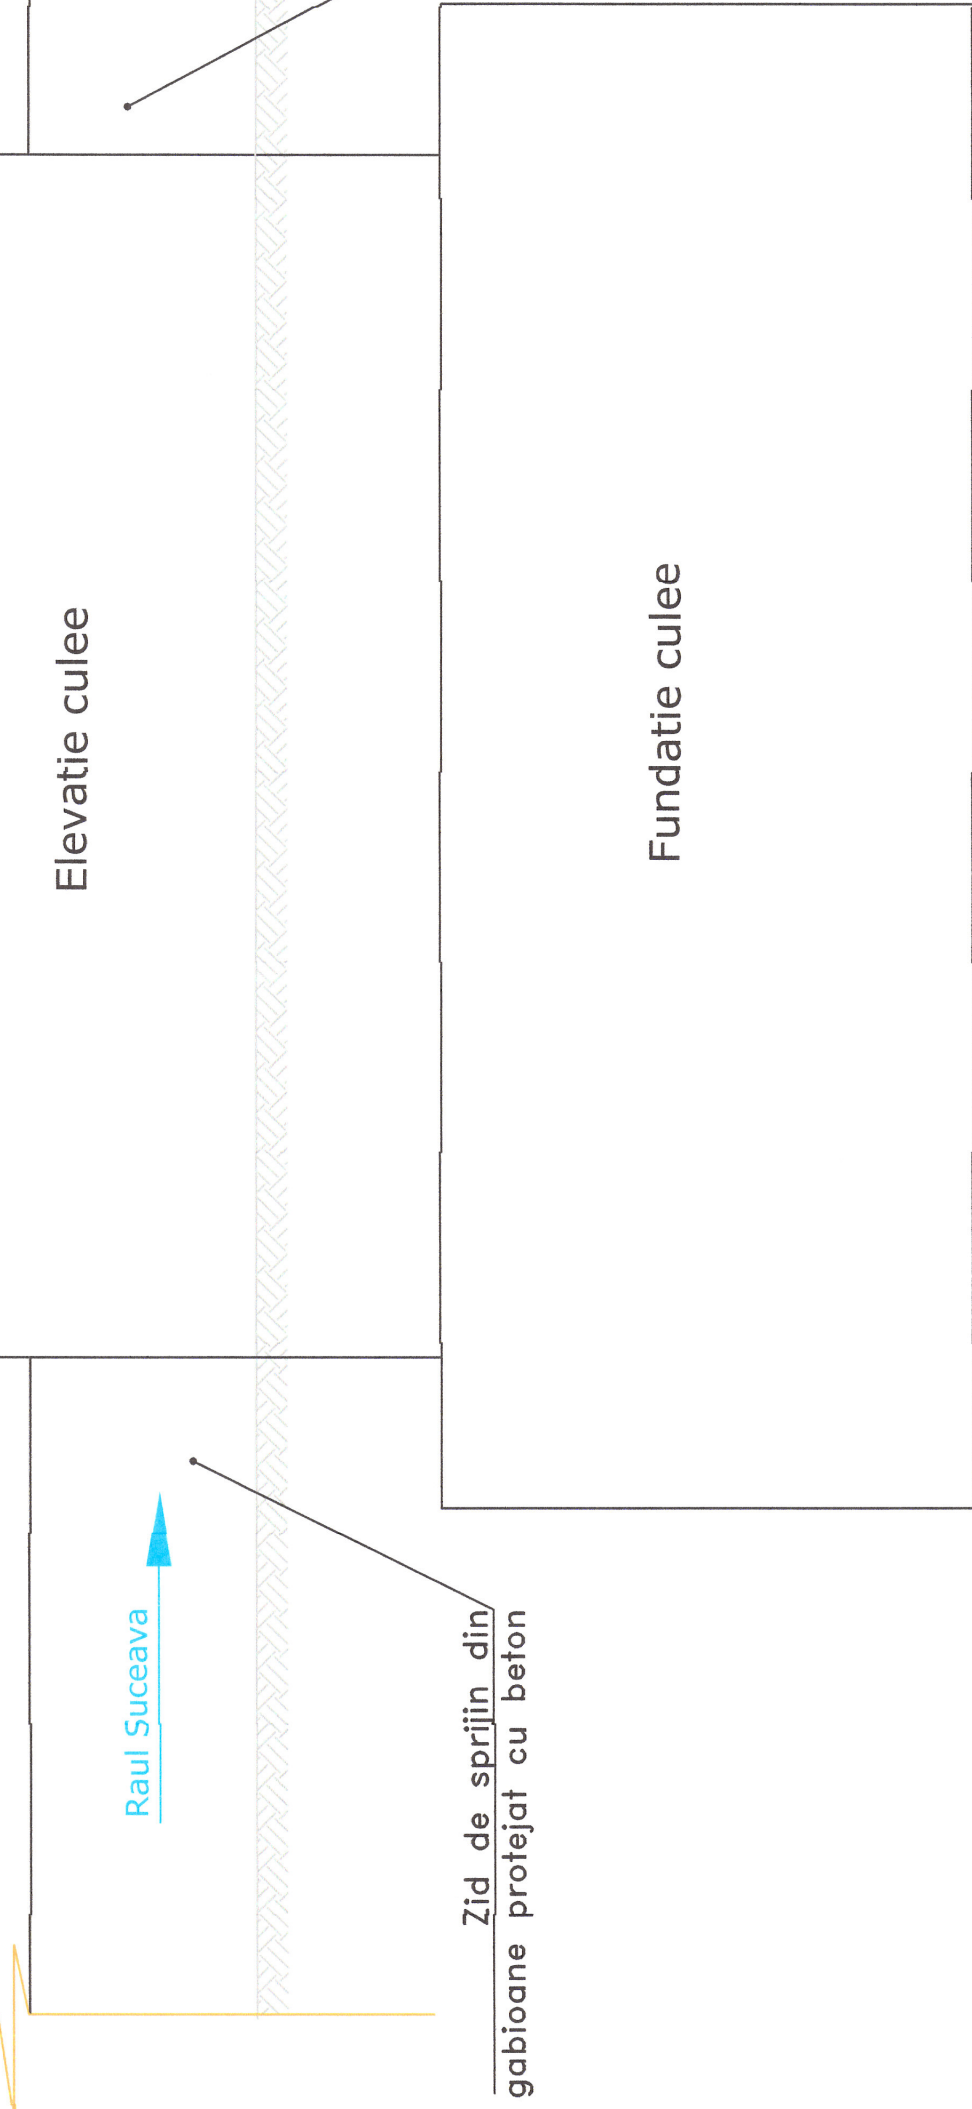 Elevatie culee
Raul Suceava
Zid de sprijin din
gabioane protejat cu beton
Fundatie culee